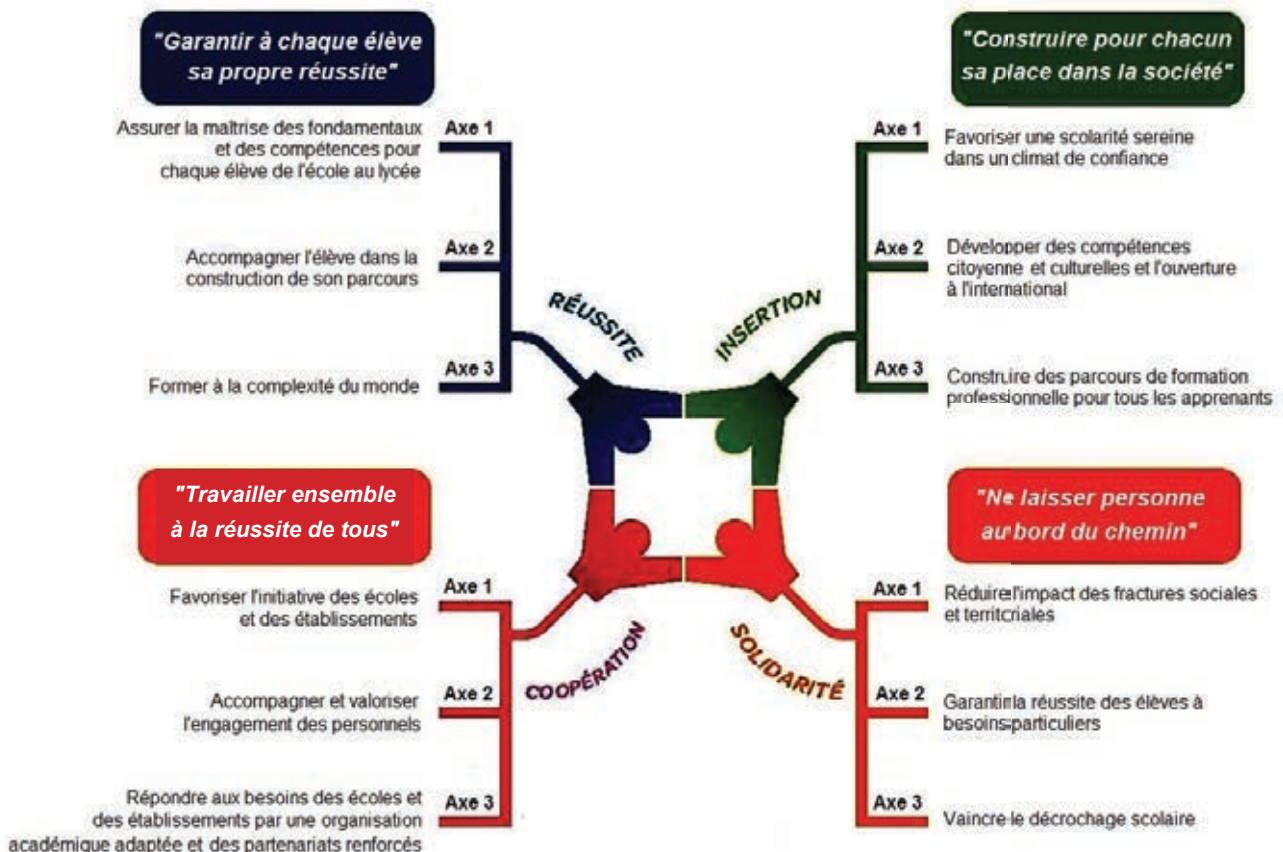 "Garantir à chaque élève
sa propre réussite"
Axe 1
Assurer la maîtrise des fondamentaux
et des compétences pour
chaque élève de l'école au lycée
Axe 2
Accompagner l'élève dans la
construction de son parcours
Axe 3
Former à la complexité du monde
RÉUSSITE
"Construire pour chacun
sa place dans la société"
Axe 1
Favoriser une scolarité sereine
dans un climat de confiance
Axe 2
Développer des compétences
citoyenne et culturelles et l'ouverture
à l'international
Axe 3
Construire des parcours de formation
professionnelle pour tous les apprenants
INSERTION
"Travailler ensemble
à la réussite de tous"
Axe 1
Favoriser l'initiative des écoles
et des établissements
Axe 2
Accompagner et valoriser
l'engagement des personnels
Axe 3
Répondre aux besoins des écoles et
des établissements par une organisation
académique adaptée et des partenariats renforcés
COOPÉRATION
"Ne laisser personne
au bord du chemin"
Axe 1
Réduire l'impact des fractures sociales
et territoriales
Axe 2
Garantir la réussite des élèves à
besoins particuliers
Axe 3
Vaincre le décrochage scolaire
SOLIDARITÉ